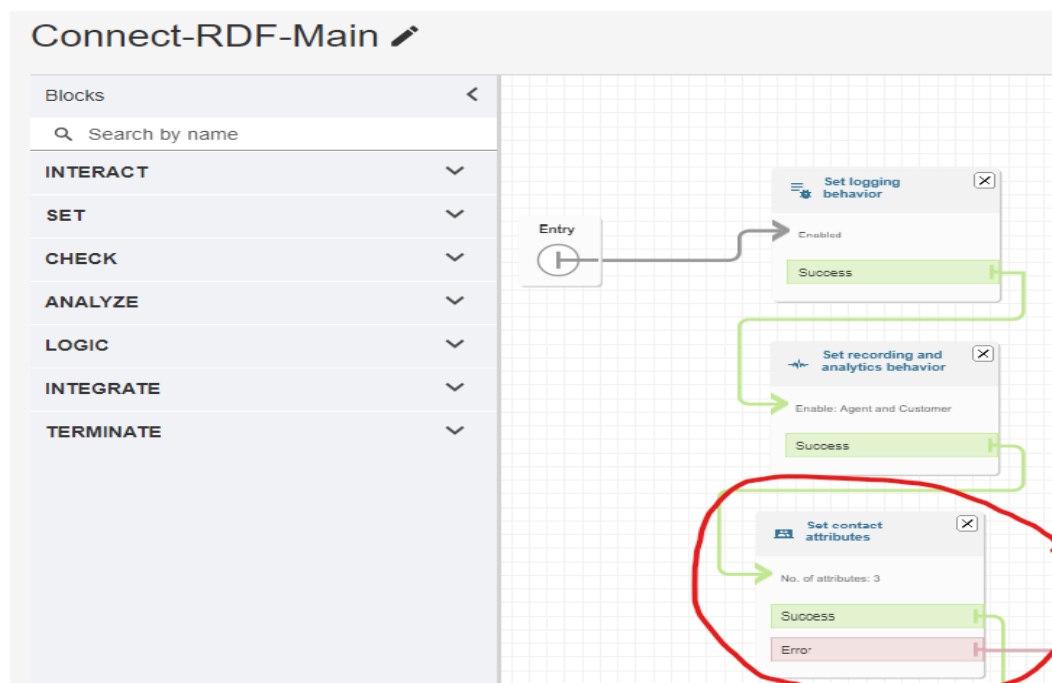 Connect-RDF-Main
Blocks
Search by name
INTERACT
SET
CHECK
ANALYZE
LOGIC
INTEGRATE
TERMINATE
Entry
Set logging
behavior
Enabled
Success
Set recording and
analytics behavior
Enable: Agent and Customer
Success
Set contact
attributes
No. of attributes: 3
Success
Error